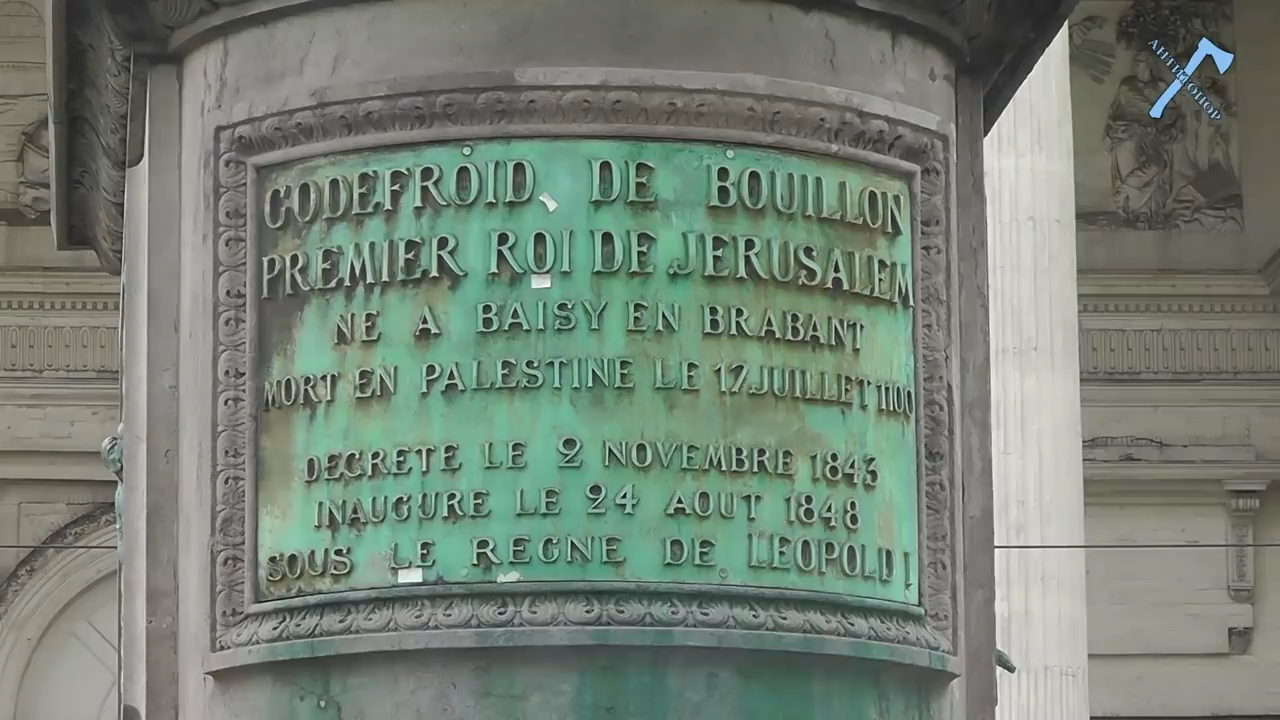 GODEFROID DE BOUILLON
PREMIER ROI DE JERUSALEM
NE A BAISY EN BRABANT
MORT EN PALESTINE LE 17 JUILLET 1100
DECRETE LE 2 NOVEMBRE 1843
INAUGURE LE 24 AOUT 1848
SOUS LE REGNE DE LEOPOLD I
АНТИТОПОР